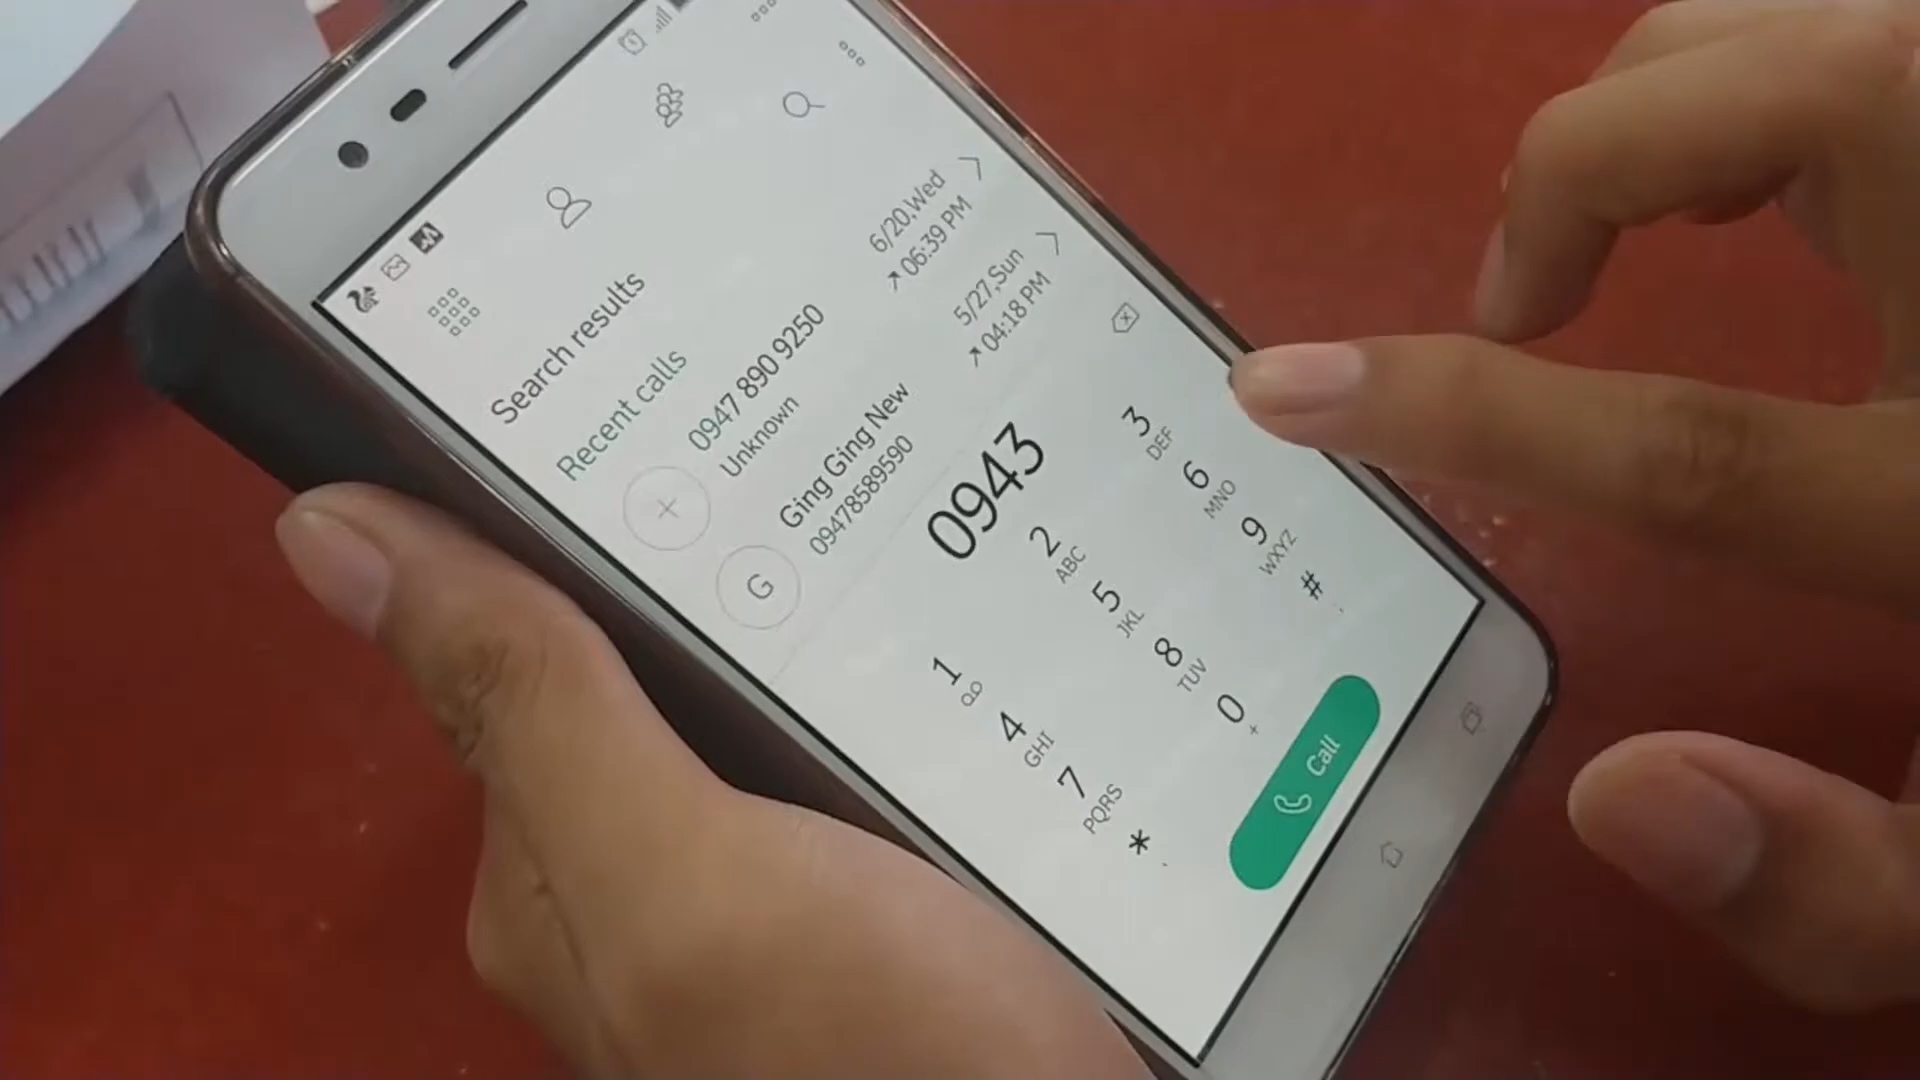 Search results
Recent calls
0947 890 9250
Unknown
6/20,Wed
06:39 PM
G
Ging Ging New
09478589590
5/27,Sun
04:18 PM
0943
1
2 ABC
3 DEF
4 GHI
5 JKL
6 MNO
7 PQRS
8 TUV
9 WXYZ
*
0 +
#
Call